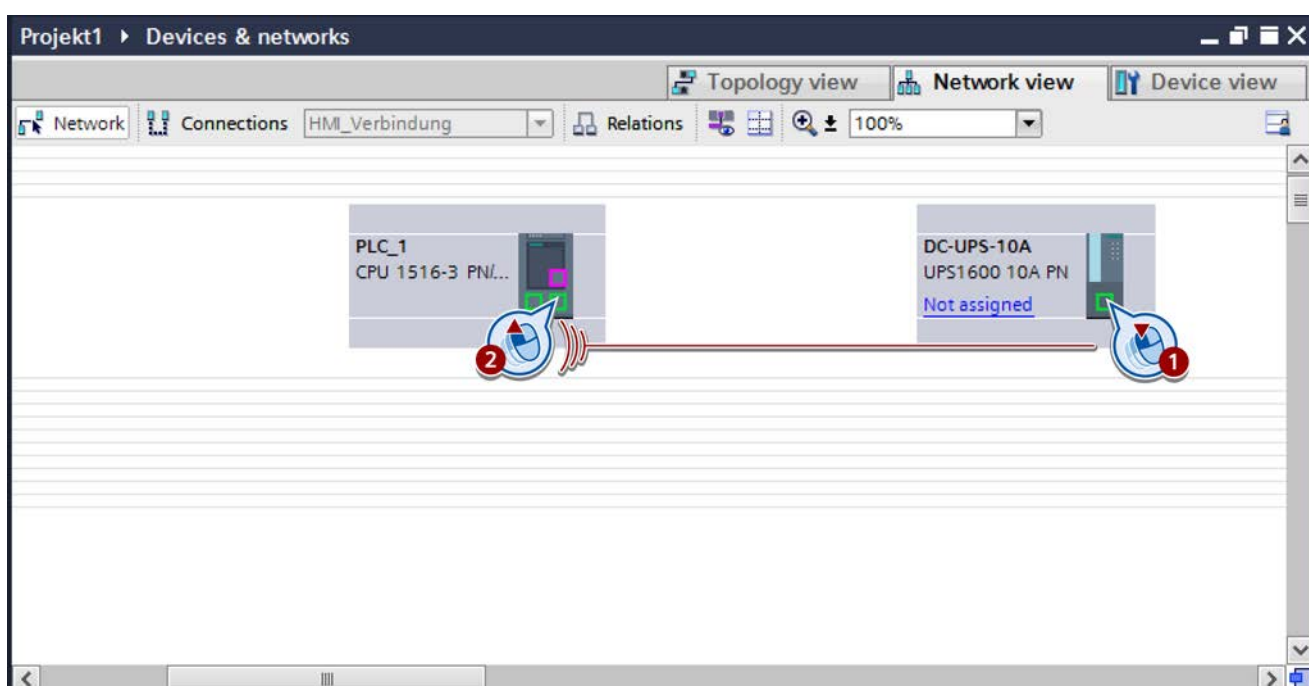 Projekt1 ▸ Devices & networks
Topology view Network view Device view
Network Connections HMI_Verbindung Relations 100%
PLC_1
CPU 1516-3 PN/...
DC-UPS-10A
UPS1600 10A PN
Not assigned
2
1